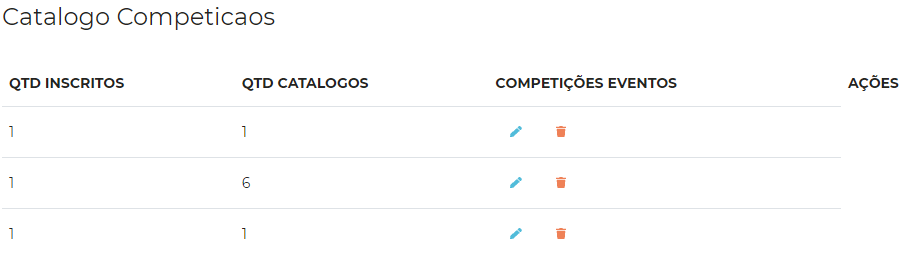 Catalogo Competicaos
QTD INSCRITOS QTD CATALOGOS COMPETIÇÕES EVENTOS AÇÕES
1 1
1 6
1 1